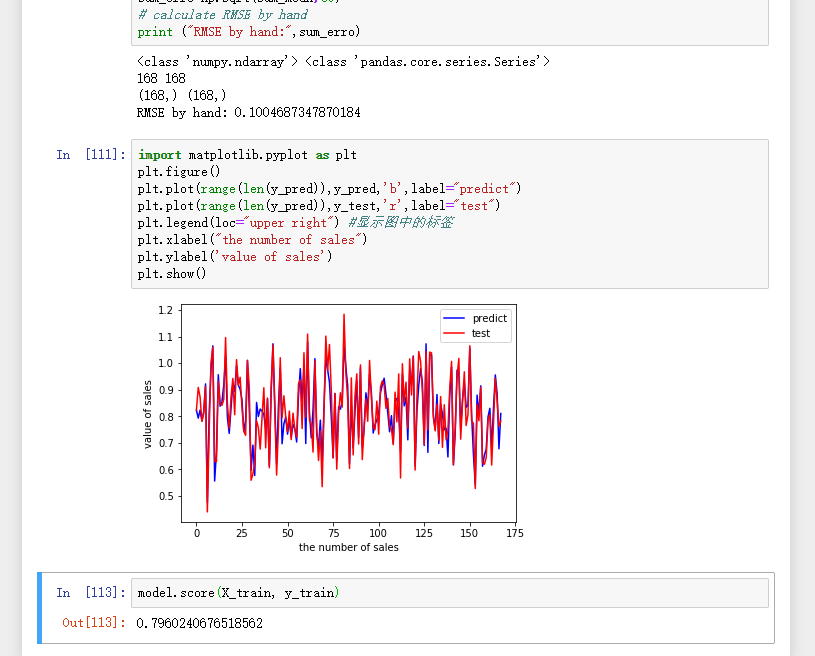 # calculate RMSE by hand
print ("RMSE by hand:",sum_erro)
<class 'numpy.ndarray'> <class 'pandas.core.series.Series'>
168 168
(168,) (168,)
RMSE by hand: 0.1004687347870184
In [111]:
import matplotlib.pyplot as plt
plt.figure()
plt.plot(range(len(y_pred)),y_pred,'b',label="predict")
plt.plot(range(len(y_pred)),y_test,'r',label="test")
plt.legend(loc="upper right") #显示图中的标签
plt.xlabel("the number of sales")
plt.ylabel('value of sales')
plt.show()
predict
test
1.2
1.1
1.0
0.9
0.8
0.7
0.6
0.5
value of sales
0 25 50 75 100 125 150 175
the number of sales
In [113]: model.score(X_train, y_train)
Out[113]: 0.7960240676518562